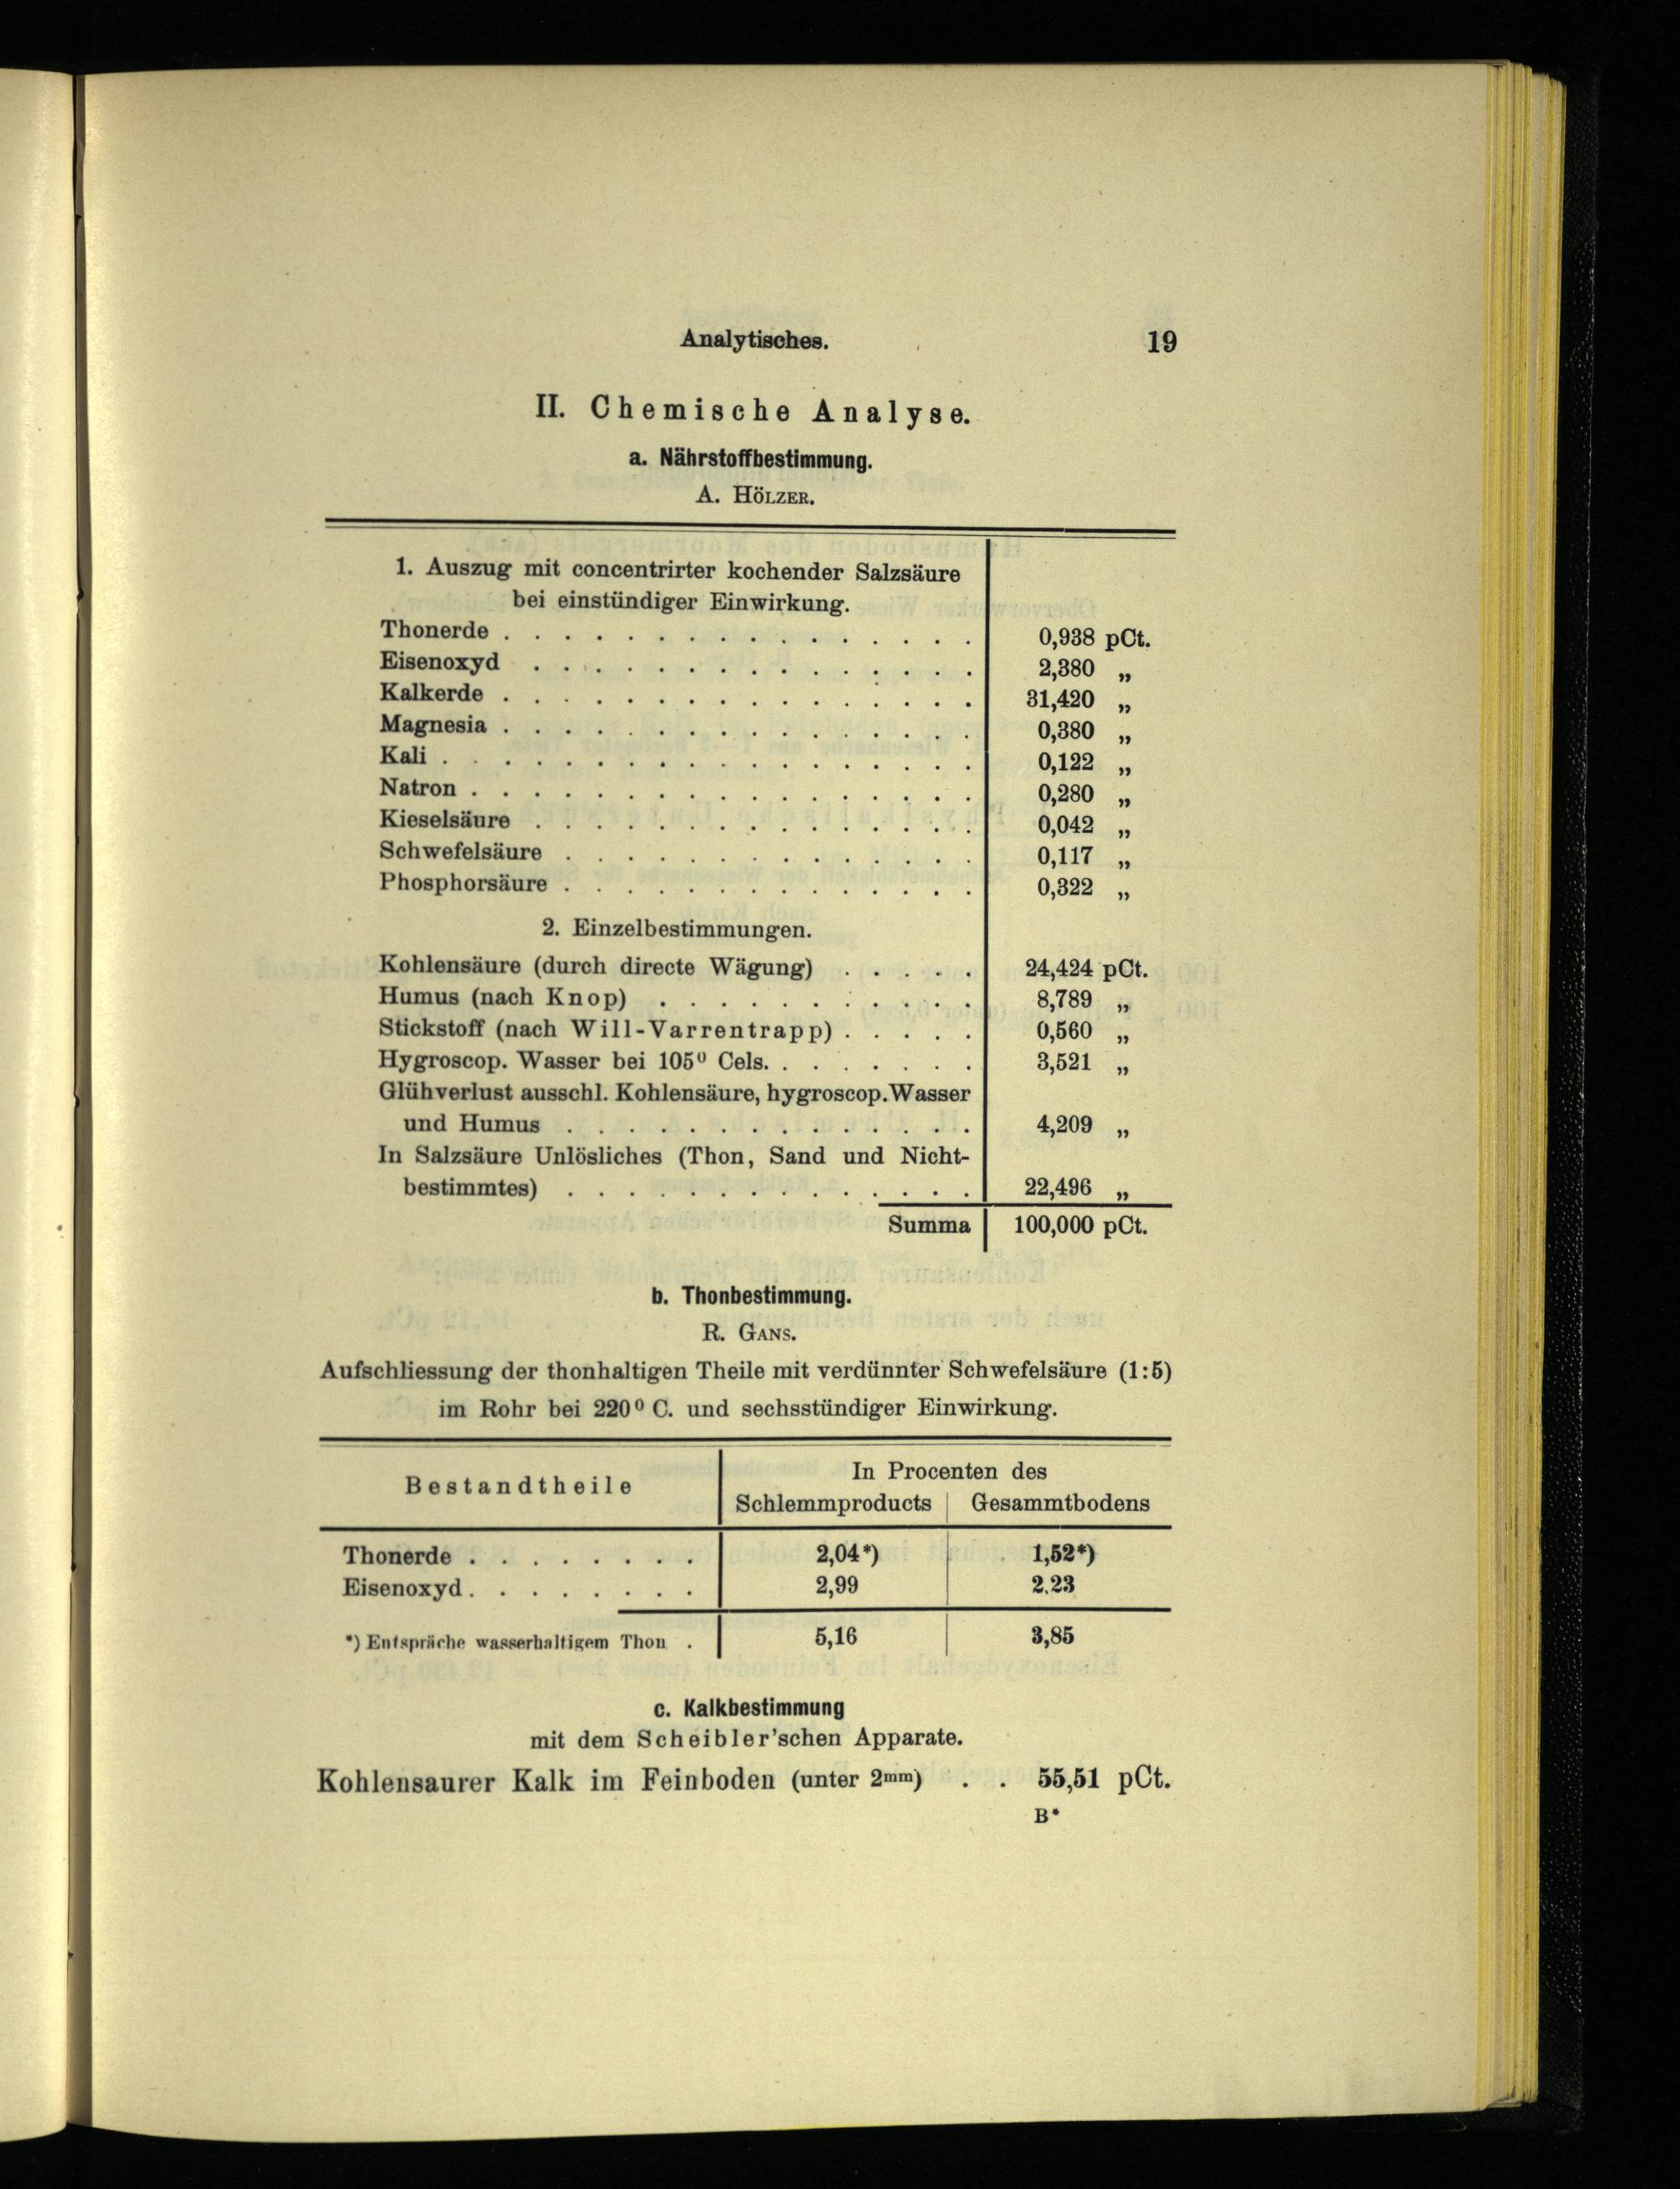 Analytisches. 19
II. Chemische Analyse.
a. Nährstoffbestimmung.
A. Hölzer.
1. Auszug mit concentrirter kochender Salzsäure
bei einstündiger Einwirkung.
Thonerde . . . . . . . . . . . . . . . . 0,938 pCt.
Eisenoxyd . . . . . . . . . . . . . . . 2,380 „
Kalkerde . . . . . . . . . . . . . . . . 31,420 „
Magnesia . . . . . . . . . . . . . . . . 0,380 „
Kali . . . . . . . . . . . . . . . . . . 0,122 „
Natron . . . . . . . . . . . . . . . . . 0,280 „
Kieselsäure . . . . . . . . . . . . . . . 0,042 „
Schwefelsäure . . . . . . . . . . . . . . 0,117 „
Phosphorsäure . . . . . . . . . . . . . . 0,322 „
2. Einzelbestimmungen.
Kohlensäure (durch directe Wägung) . . . . . 24,424 pCt.
Humus (nach Knop) . . . . . . . . . . . 8,789 „
Stickstoff (nach Will-Varrentrapp) . . . . . 0,560 „
Hygroscop. Wasser bei 105⁰ Cels. . . . . . . . 3,521 „
Glühverlust ausschl. Kohlensäure, hygroscop. Wasser
und Humus . . . . . . . . . . . . . . 4,209 „
In Salzsäure Unlösliches (Thon, Sand und Nicht-
bestimmtes) . . . . . . . . . . . . . . 22,496 „
Summa 100,000 pCt.
b. Thonbestimmung.
R. Gans.
Aufschliessung der thonhaltigen Theile mit verdünnter Schwefelsäure (1:5)
im Rohr bei 220⁰ C. und sechsstündiger Einwirkung.
Bestandtheile In Procenten des
Schlemmproducts Gesammtbodens
Thonerde . . . . . . . . 2,04*) 1,52*)
Eisenoxyd . . . . . . . . 2,99 2.23
*) Entspräche wasserhaltigem Thon . 5,16 3,85
c. Kalkbestimmung
mit dem Scheibler'schen Apparate.
Kohlensaurer Kalk im Feinboden (unter 2mm) . . 55,51 pCt.
B*